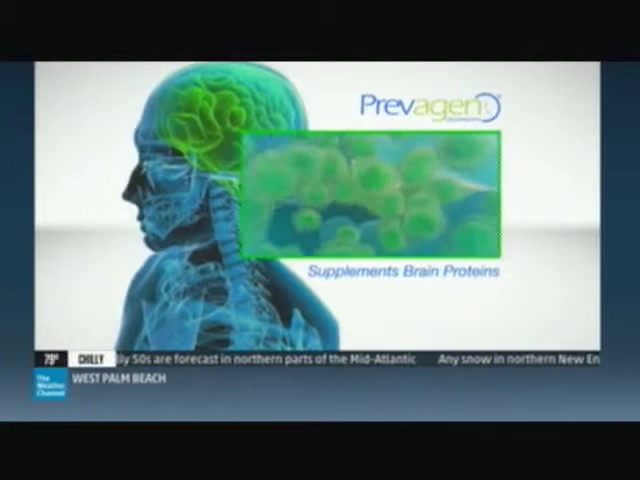 Prevagen
Supplements Brain Proteins
79° CHILLY ly 50s are forecast in northern parts of the Mid-Atlantic Any snow in northern New En
The Weather Channel
WEST PALM BEACH